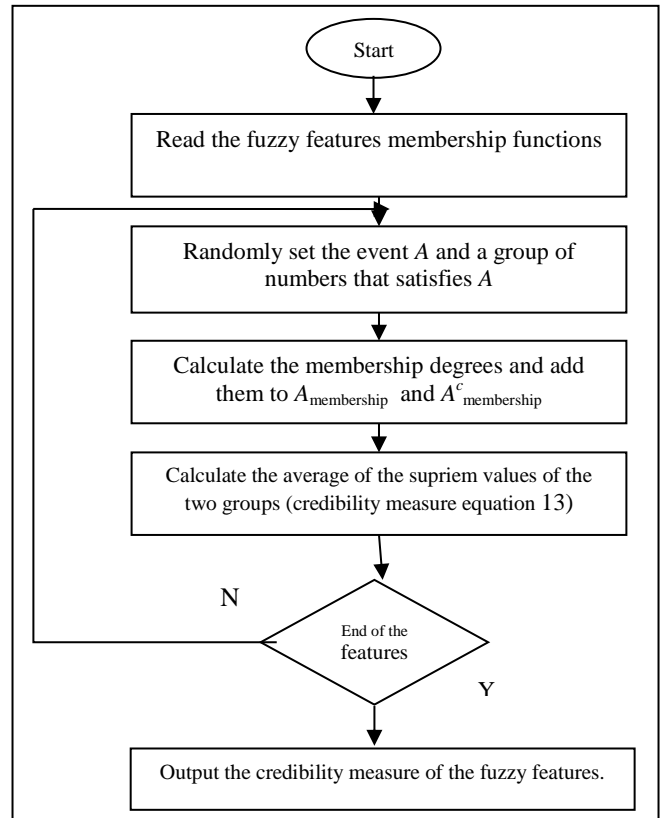 Start
Read the fuzzy features membership functions
Randomly set the event A and a group of
numbers that satisfies A
Calculate the membership degrees and add
them to A membership and A^c membership
Calculate the average of the supriem values of the
two groups (credibility measure equation 13)
N
End of the
features
Y
Output the credibility measure of the fuzzy features.